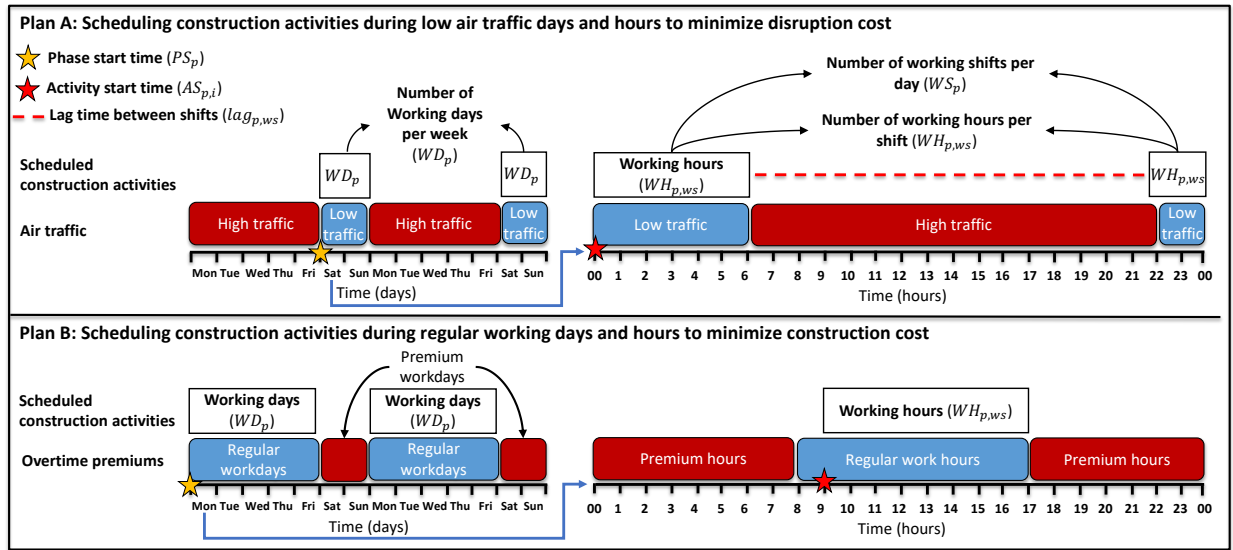 Plan A: Scheduling construction activities during low air traffic days and hours to minimize disruption cost
Phase start time (PS_p)
Activity start time (AS_{p,i})
Lag time between shifts (lag_{p,ws})
Number of
Working days
per week
(WD_p)
Number of working shifts per
day (WS_p)
Number of working hours per
shift (WH_{p,ws})
Scheduled
construction activities
WD_p
WD_p
Working hours
(WH_{p,ws})
WH_{p,ws}
Air traffic
High traffic
Low
traffic
High traffic
Low
traffic
Low traffic
High traffic
Low
traffic
Mon Tue Wed Thu Fri Sat Sun Mon Tue Wed Thu Fri Sat Sun
Time (days)
00 1 2 3 4 5 6 7 8 9 10 11 12 13 14 15 16 17 18 19 20 21 22 23 00
Time (hours)
Plan B: Scheduling construction activities during regular working days and hours to minimize construction cost
Premium
workdays
Scheduled
construction activities
Working days
(WD_p)
Working days
(WD_p)
Working hours (WH_{p,ws})
Overtime premiums
Regular
workdays
Regular
workdays
Premium hours
Regular work hours
Premium hours
Mon Tue Wed Thu Fri Sat Sun Mon Tue Wed Thu Fri Sat Sun
Time (days)
00 1 2 3 4 5 6 7 8 9 10 11 12 13 14 15 16 17 18 19 20 21 22 23 00
Time (hours)